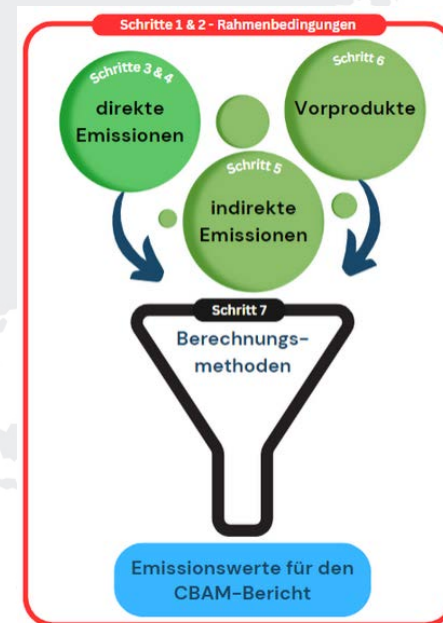 Schritte 1 & 2 - Rahmenbedingungen
Schritte 3 & 4
direkte
Emissionen
Schritt 6
Vorprodukte
Schritt 5
indirekte
Emissionen
Schritt 7
Berechnungs-
methoden
Emissionswerte für den
CBAM-Bericht